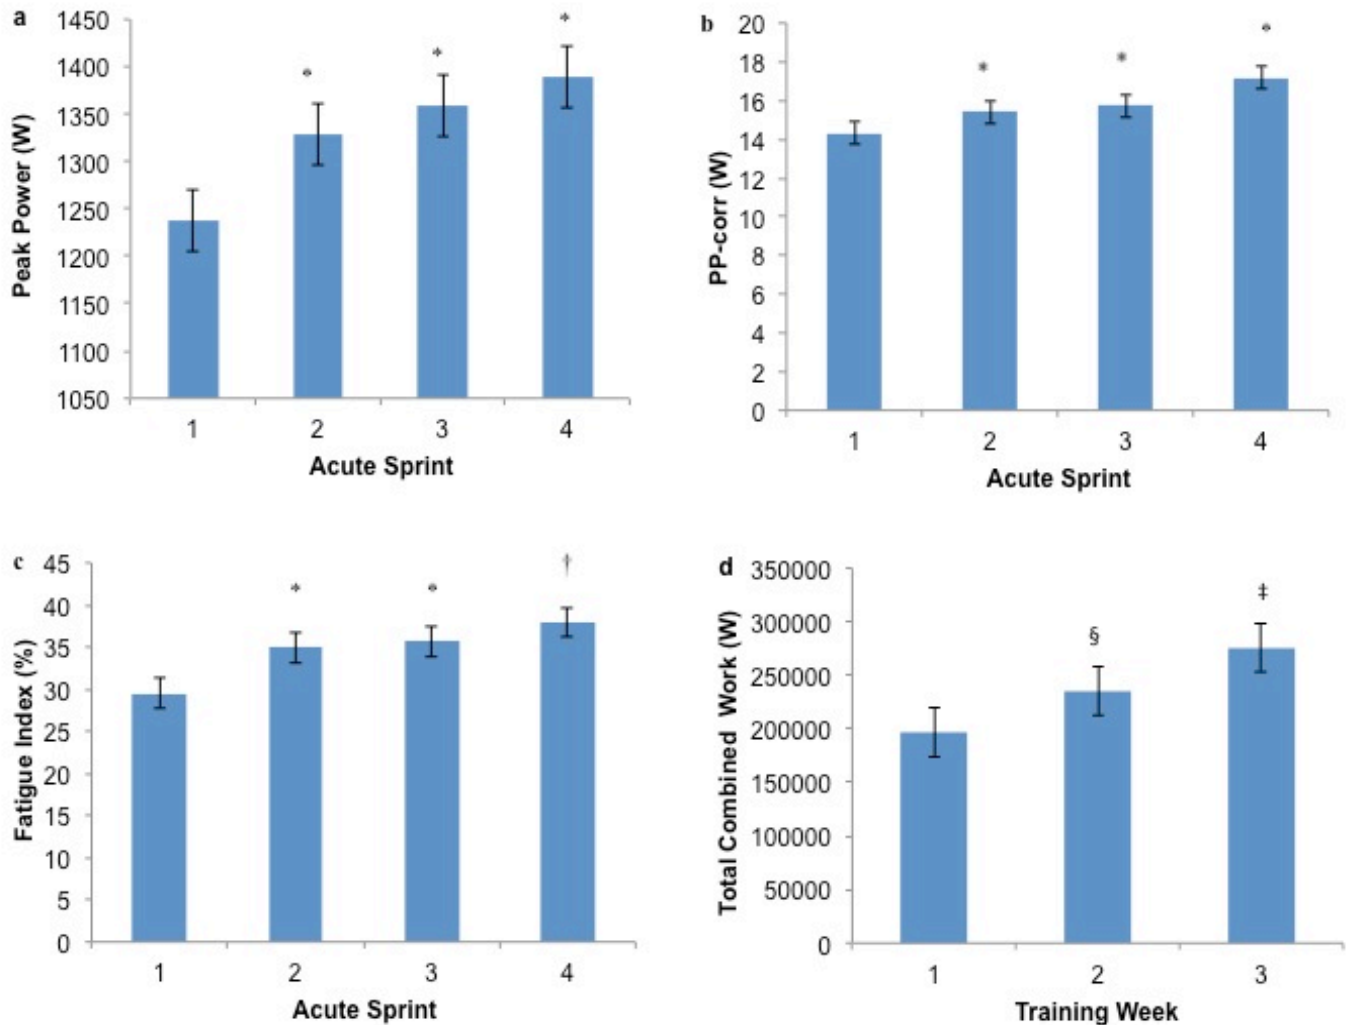 a
1450
1400
1350
1300
1250
1200
1150
1100
1050
Peak Power (W)
* * *
1 2 3 4
Acute Sprint
b
20
18
16
14
12
10
8
6
4
2
0
PP-corr (W)
* * *
1 2 3 4
Acute Sprint
c
45
40
35
30
25
20
15
10
5
0
Fatigue Index (%)
* * †
1 2 3 4
Acute Sprint
d
350000
300000
250000
200000
150000
100000
50000
0
Total Combined Work (W)
§ ‡
1 2 3
Training Week